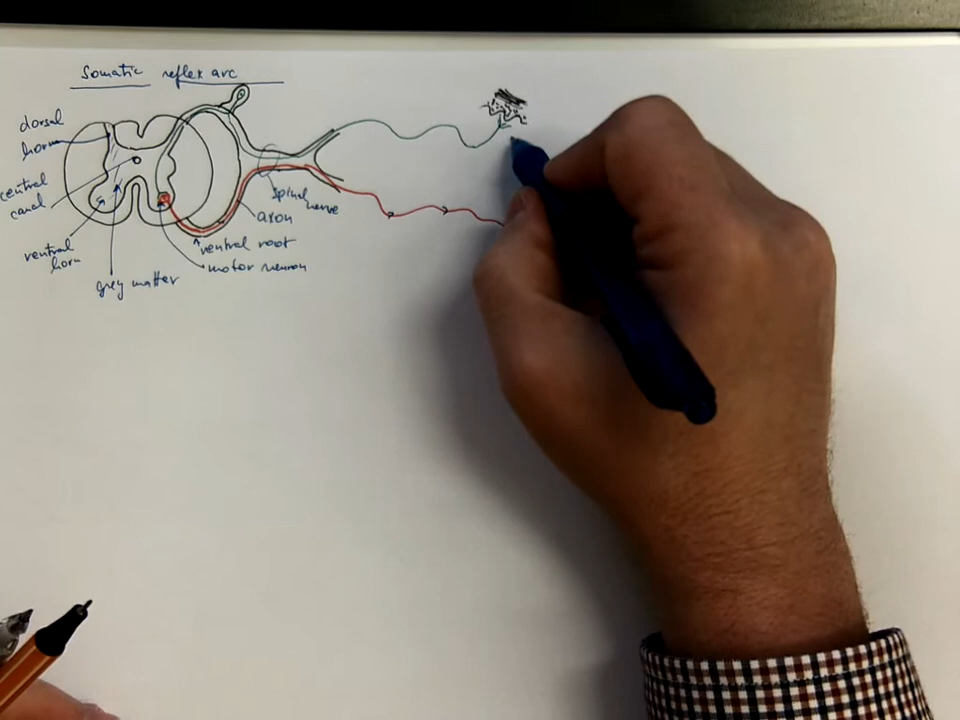 Somatic reflex arc
dorsal
horn
central
canal
ventral
horn
grey matter
spinal
nerve
axon
ventral root
motor neuron